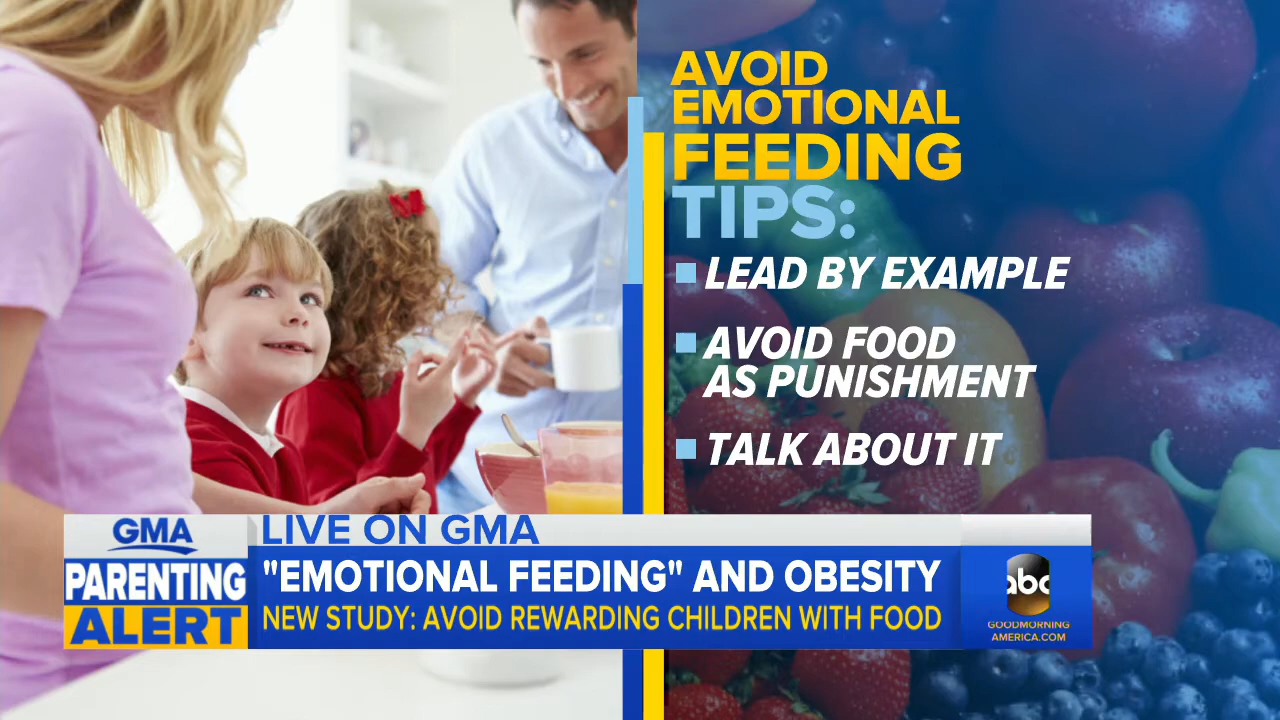 AVOID
EMOTIONAL
FEEDING
TIPS:
LEAD BY EXAMPLE
AVOID FOOD
AS PUNISHMENT
TALK ABOUT IT
GMA
PARENTING
ALERT
LIVE ON GMA
"EMOTIONAL FEEDING" AND OBESITY
NEW STUDY: AVOID REWARDING CHILDREN WITH FOOD
abc
GOODMORNING
AMERICA.COM